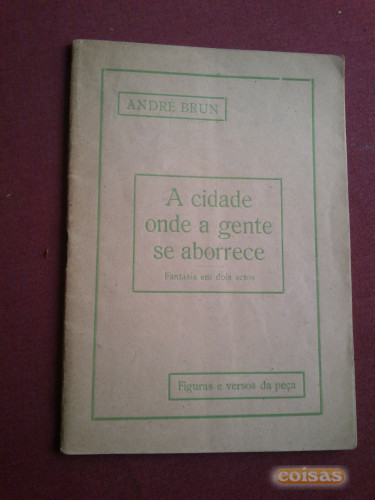 ANDRÉ BRUN
A cidade
onde a gente
se aborrece
Fantasia em dois actos
Figuras e versos da peça
coisas